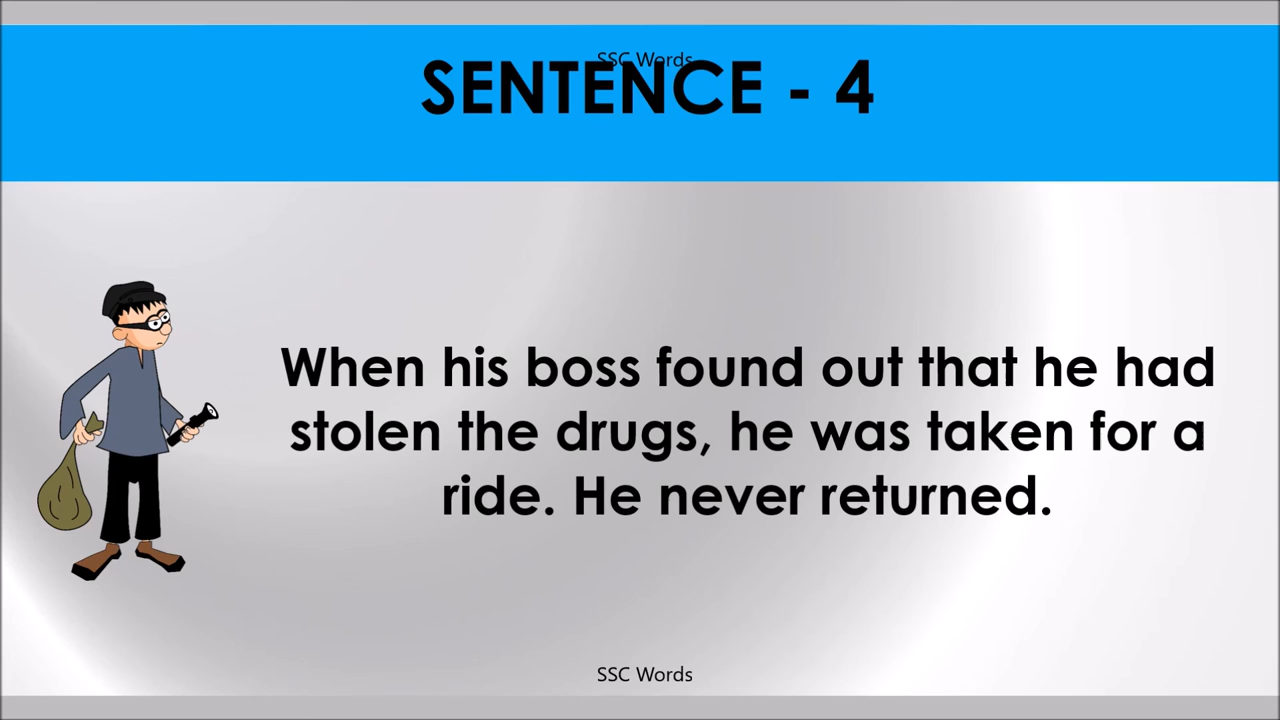 SSC Words
SENTENCE - 4
When his boss found out that he had
stolen the drugs, he was taken for a
ride. He never returned.
SSC Words